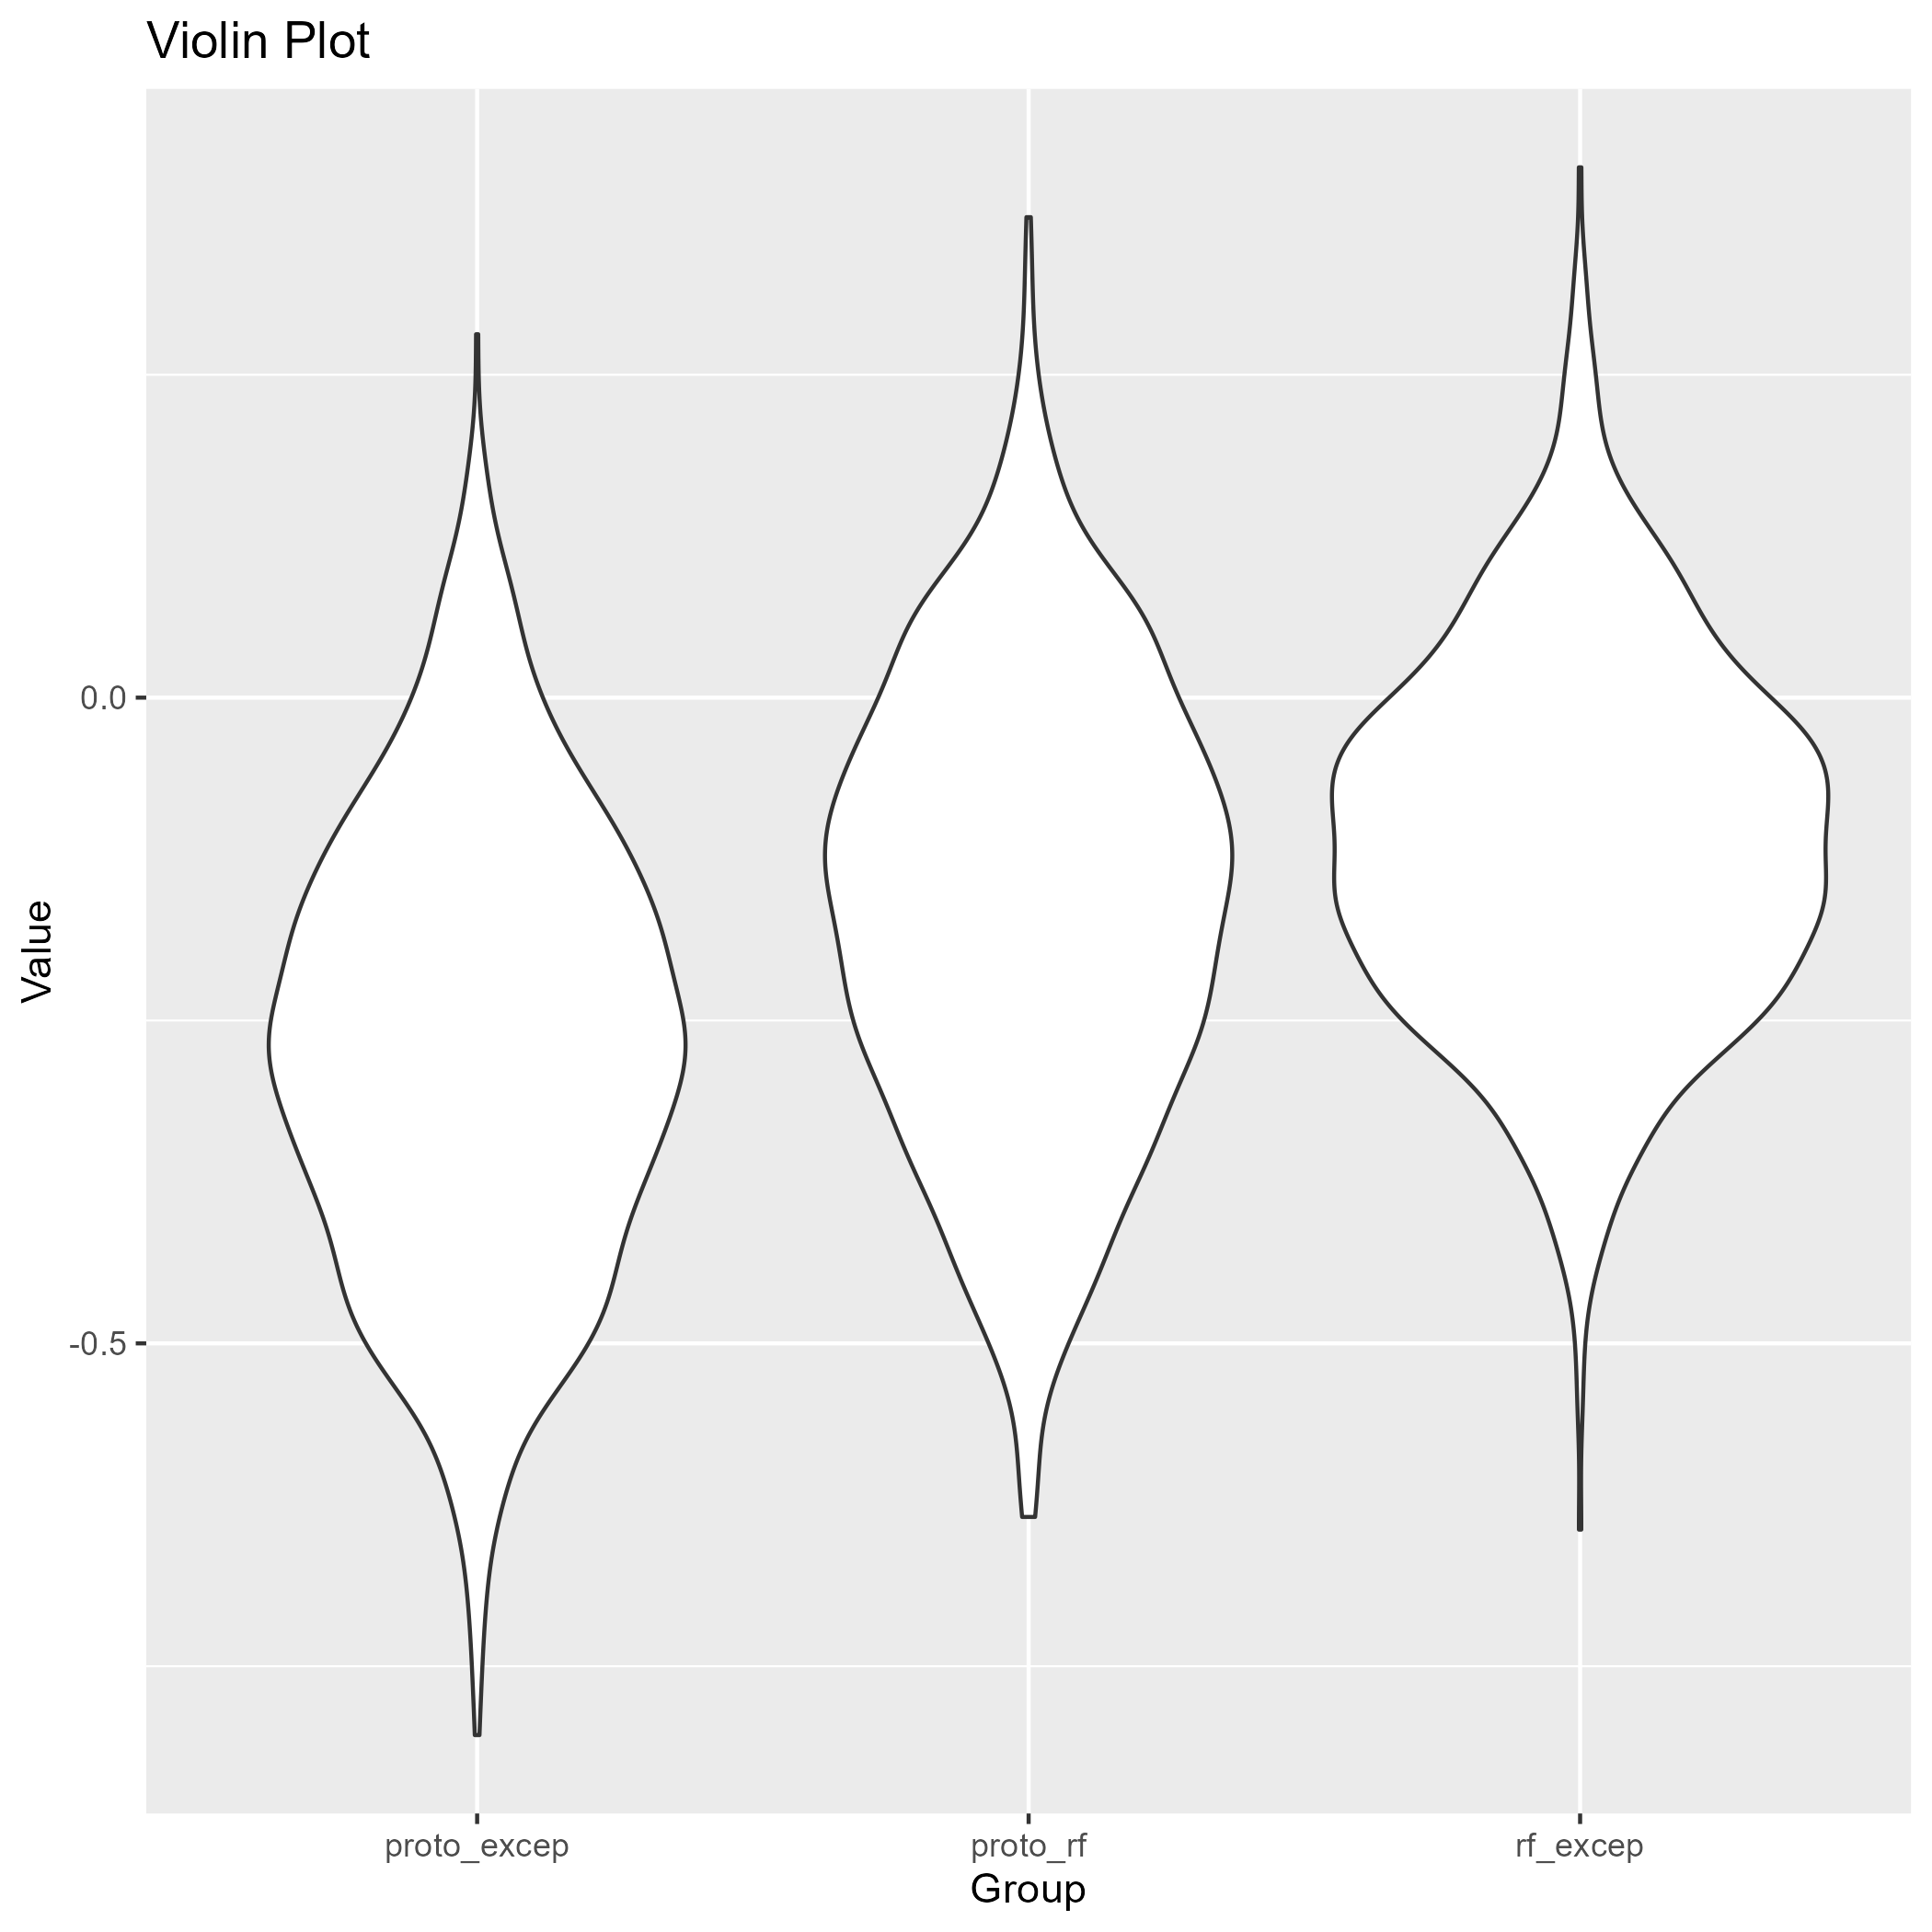 Violin Plot
Value
0.0
-0.5
proto_excep
proto_rf
rf_excep
Group